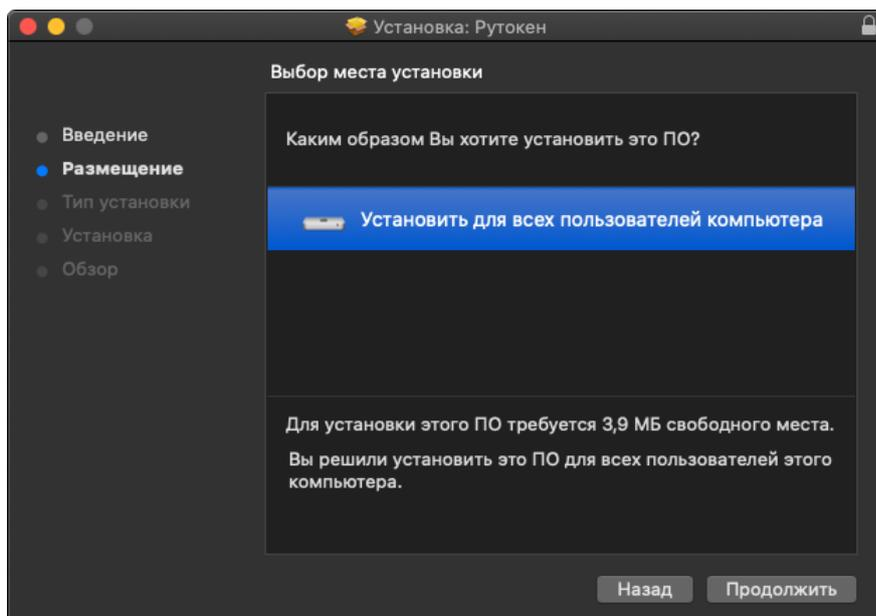 Установка: Рутокен
Выбор места установки
Введение
Размещение
Тип установки
Установка
Обзор
Каким образом Вы хотите установить это ПО?
Установить для всех пользователей компьютера
Для установки этого ПО требуется 3,9 МБ свободного места.
Вы решили установить это ПО для всех пользователей этого
компьютера.
Назад
Продолжить